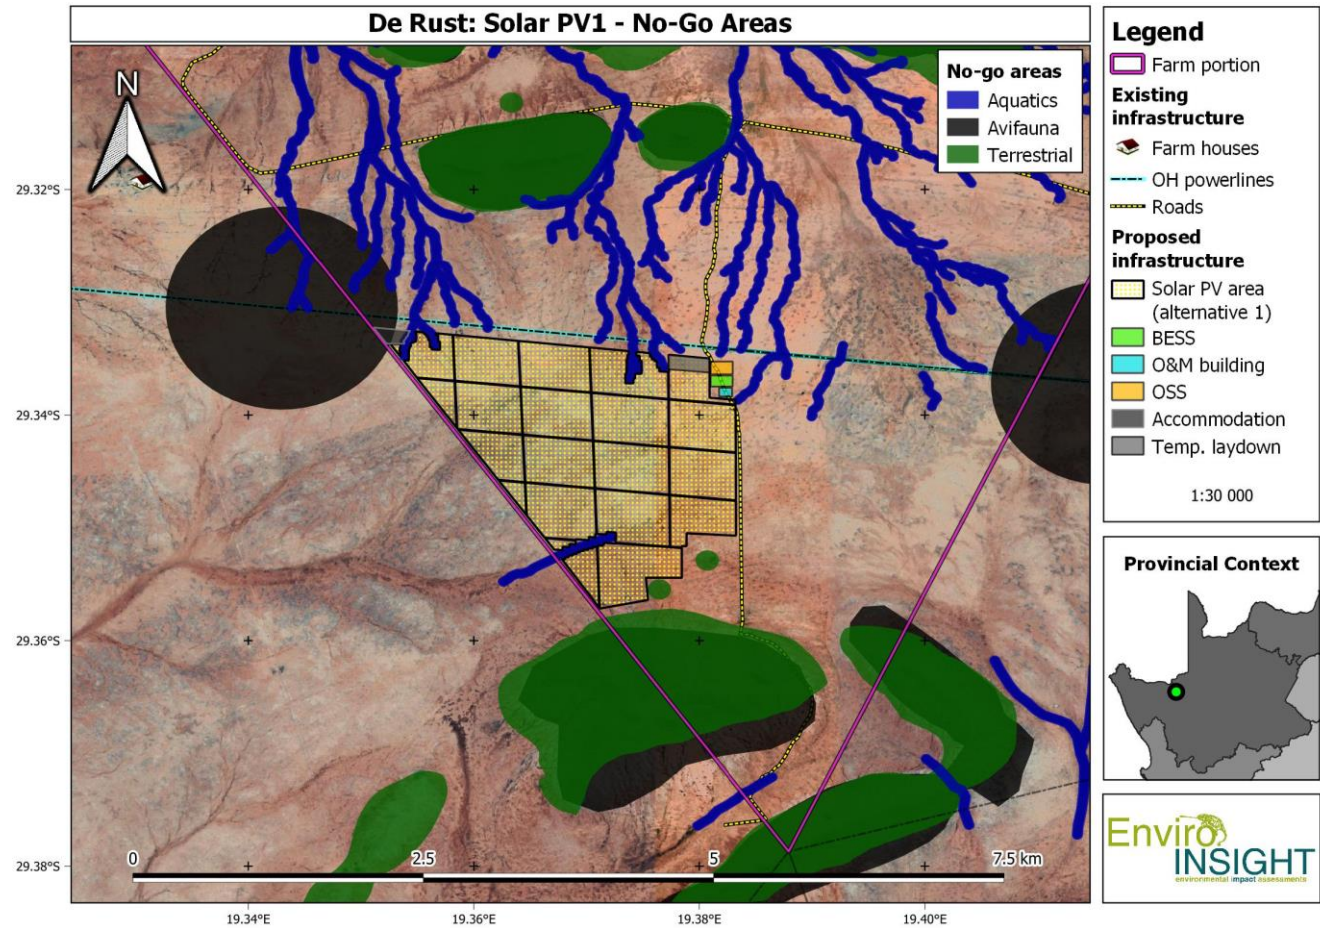 De Rust: Solar PV1 - No-Go Areas
N
No-go areas
Aquatics
Avifauna
Terrestrial
29.32°S
29.34°S
29.36°S
29.38°S
0
2.5
5
7.5 km
19.34°E
19.36°E
19.38°E
19.40°E
Legend
Farm portion
Existing
infrastructure
Farm houses
OH powerlines
Roads
Proposed
infrastructure
Solar PV area
(alternative 1)
BESS
O&M building
OSS
Accommodation
Temp. laydown
1:30 000
Provincial Context
Enviro
INSIGHT
environmental impact assessments